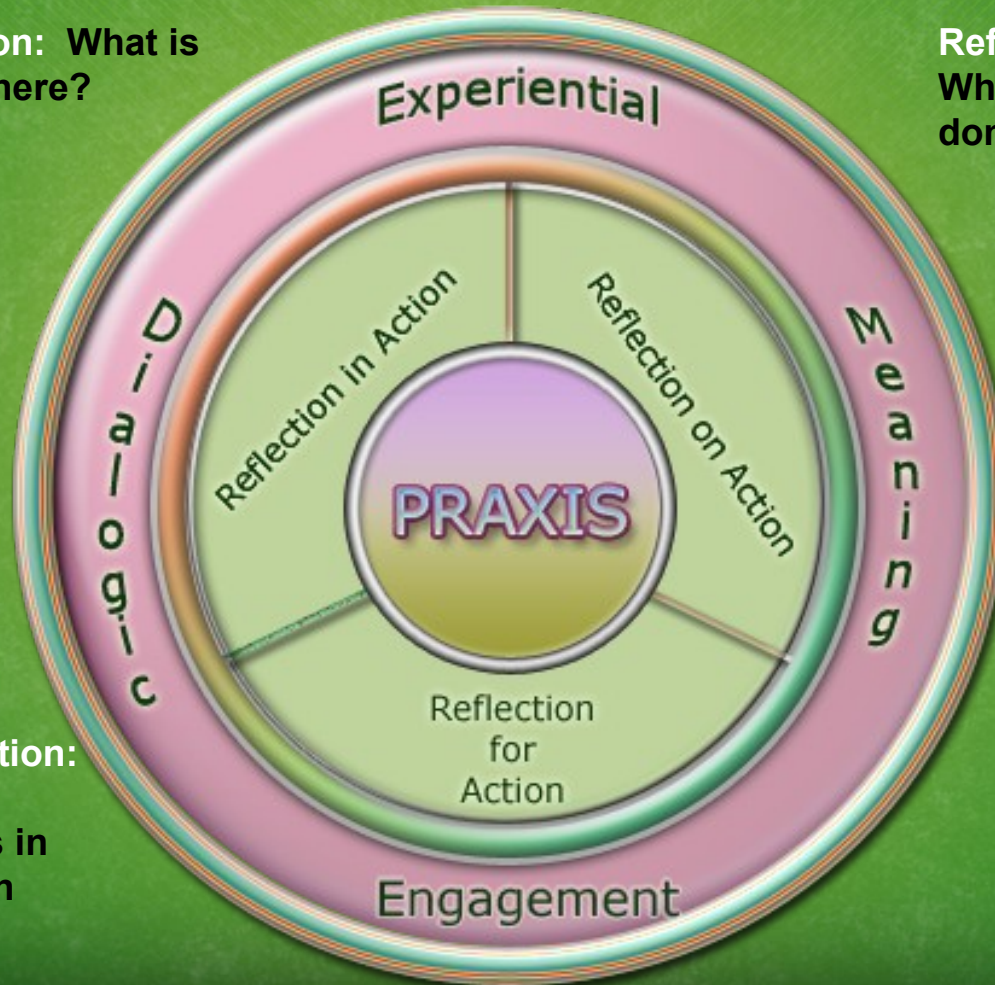 on: What is
here?
Ref
Wh
don
Experiential
Dialogic
Meaning
Reflection in Action
Reflection on Action
PRAXIS
Reflection
for
Action
tion:
s in
n
Engagement